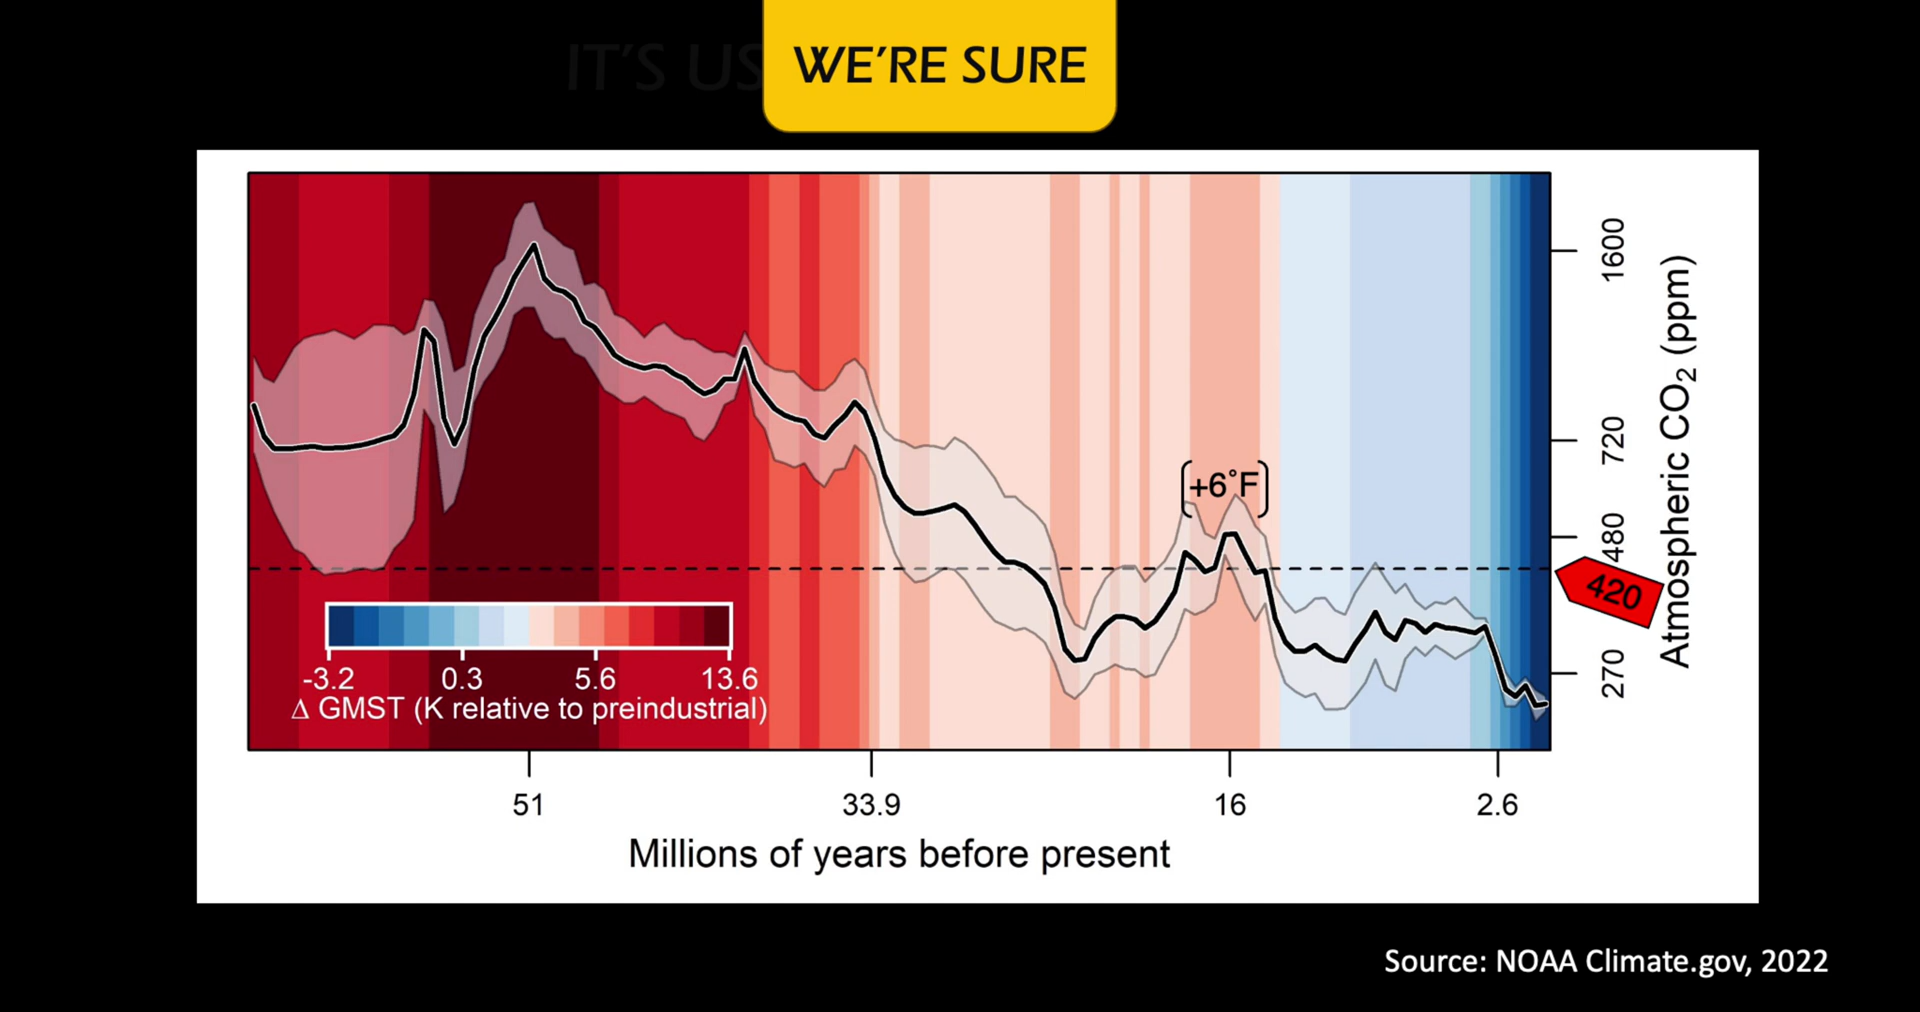 IT'S US
WE'RE SURE
[+6°F]
1600
720
480
270
Atmospheric CO₂ (ppm)
420
-3.2 0.3 5.6 13.6
Δ GMST (K relative to preindustrial)
51 33.9 16 2.6
Millions of years before present
Source: NOAA Climate.gov, 2022